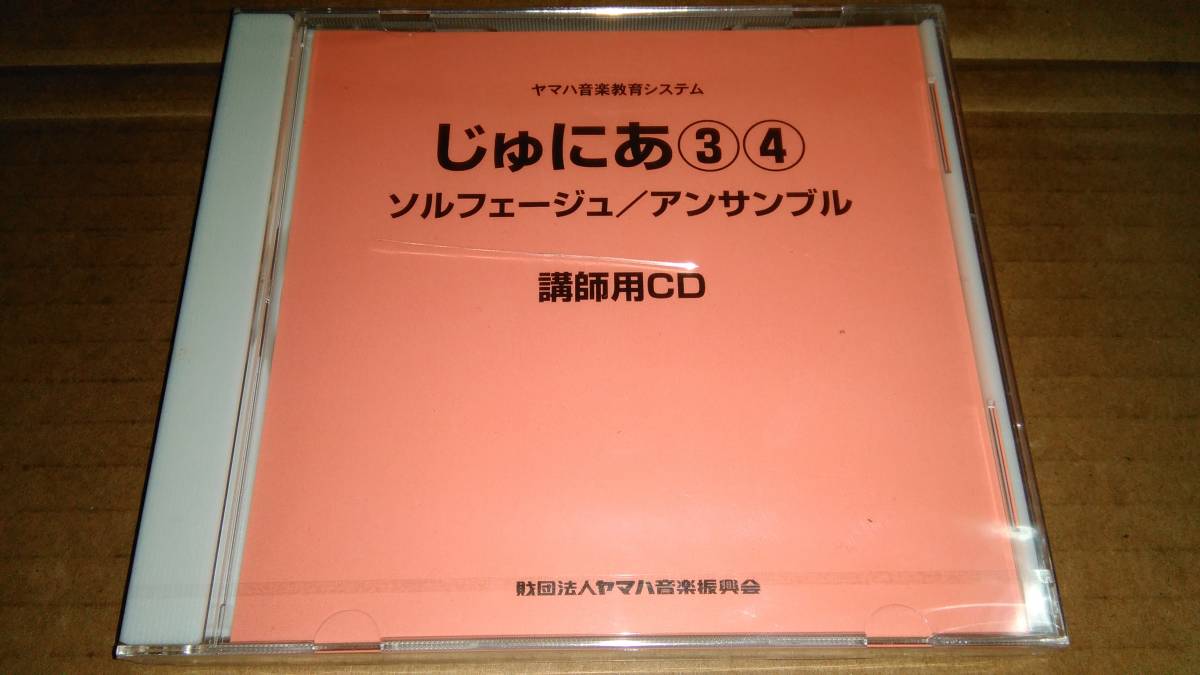 ヤマハ音楽教育システム
じゅにあ③④
ソルフェージュ／アンサンブル
講師用CD
財団法人ヤマハ音楽振興会